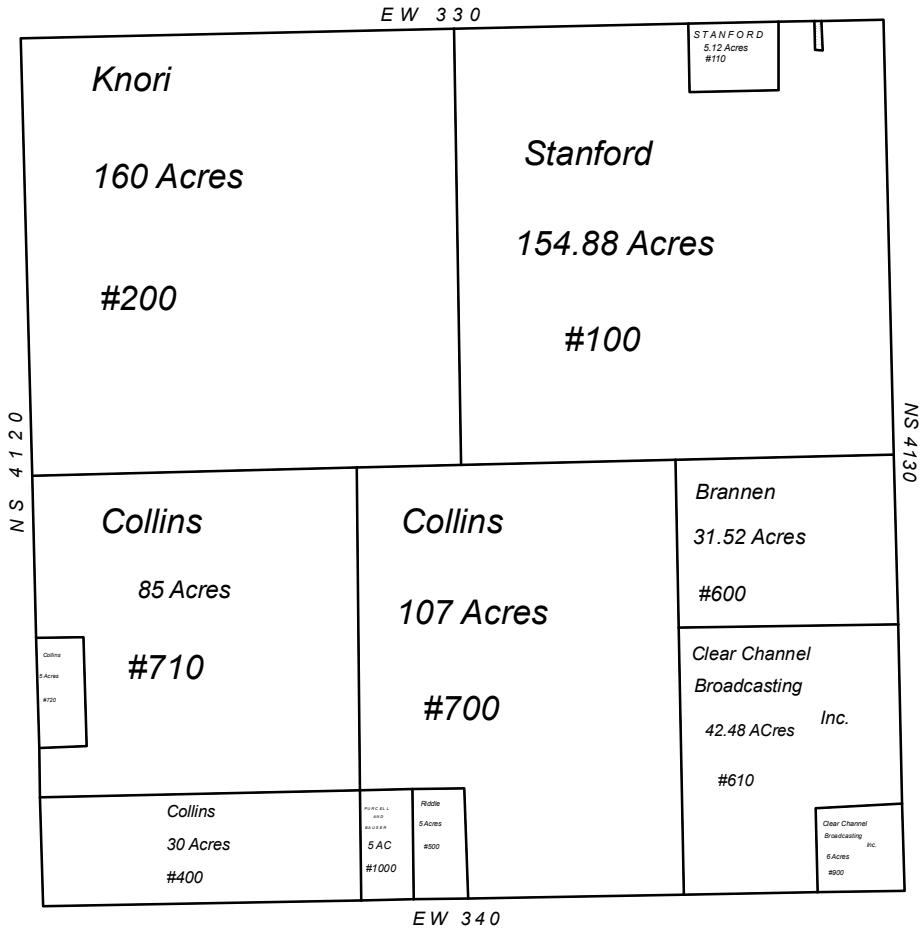 EW 330
Knori
160 Acres
#200
STANFORD
5.12 Acres
#110
Stanford
154.88 Acres
#100
NS 4120
NS 4130
Collins
85 Acres
#710
Collins
5 Acres
#720
Collins
107 Acres
#700
Brannen
31.52 Acres
#600
Clear Channel
Broadcasting
Inc.
42.48 ACres
#610
Collins
30 Acres
#400
PURCELL
AND
BAUSER
5 AC
#1000
Riddle
5 Acres
#500
Clear Channel
Broadcasting
Inc.
6 Acres
#900
EW 340